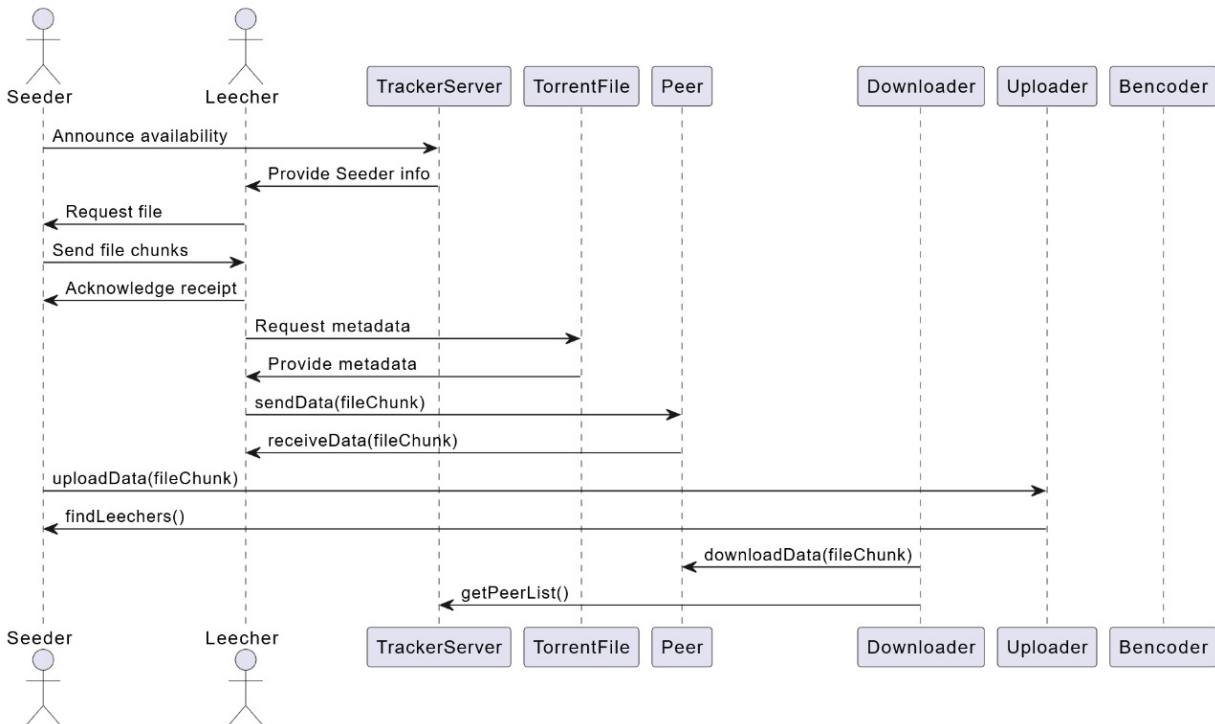 TrackerServer TorrentFile Peer Downloader Uploader Bencoder
Seeder Leecher
Announce availability
Provide Seeder info
Request file
Send file chunks
Acknowledge receipt
Request metadata
Provide metadata
sendData(fileChunk)
receiveData(fileChunk)
uploadData(fileChunk)
findLeechers()
downloadData(fileChunk)
getPeerList()
Seeder Leecher
TrackerServer TorrentFile Peer Downloader Uploader Bencoder